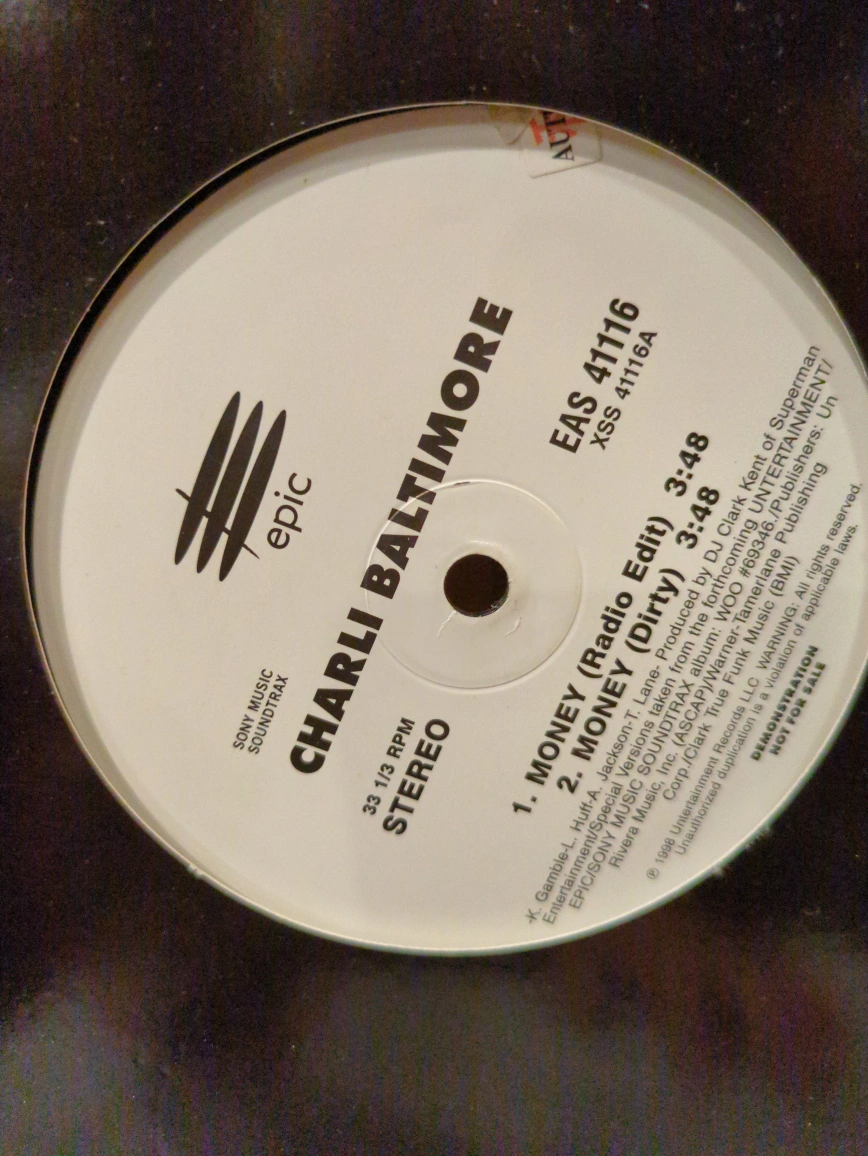 AUT
epic
SONY MUSIC
SOUNDTRAX
CHARLI BALTIMORE
33 1/3 RPM
STEREO
EAS 41116
XSS 41116A
1. MONEY (Radio Edit) 3:48
2. MONEY (Dirty) 3:48
-K. Gamble-L. Huff-A. Jackson-T. Lane- Produced by DJ Clark Kent of Superman
Entertainment/Special Versions taken from the forthcoming UNTERTAINMENT/
EPIC/SONY MUSIC SOUNDTRAX album: WOO #69346./Publishers: Un
Rivera Music, Inc. (ASCAP)/Warner-Tamerlane Publishing
Corp./Clark True Funk Music (BMI)
℗ 1998 Untertainment Records LLC WARNING: All rights reserved.
Unauthorized duplication is a violation of applicable laws.
DEMONSTRATION
NOT FOR SALE